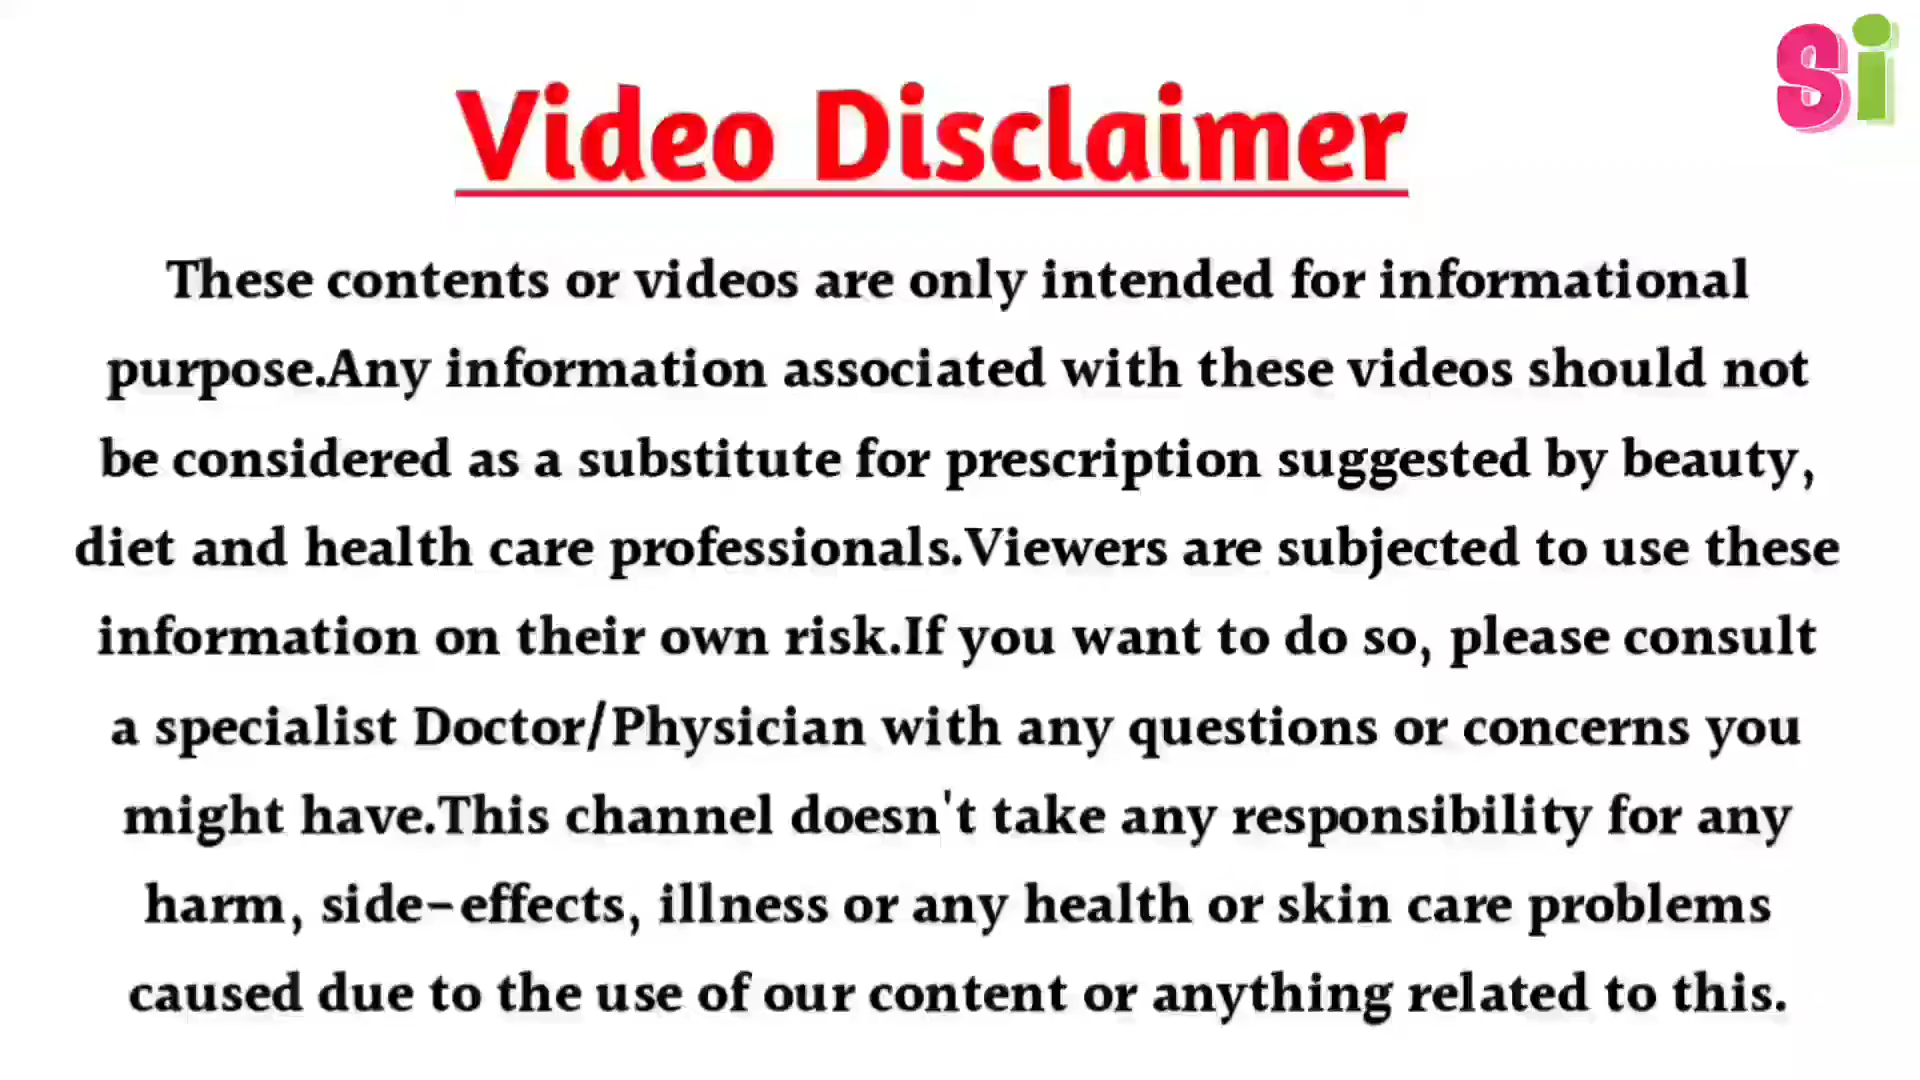 Si
Video Disclaimer
These contents or videos are only intended for informational
purpose.Any information associated with these videos should not
be considered as a substitute for prescription suggested by beauty,
diet and health care professionals.Viewers are subjected to use these
information on their own risk.If you want to do so, please consult
a specialist Doctor/Physician with any questions or concerns you
might have.This channel doesn't take any responsibility for any
harm, side-effects, illness or any health or skin care problems
caused due to the use of our content or anything related to this.